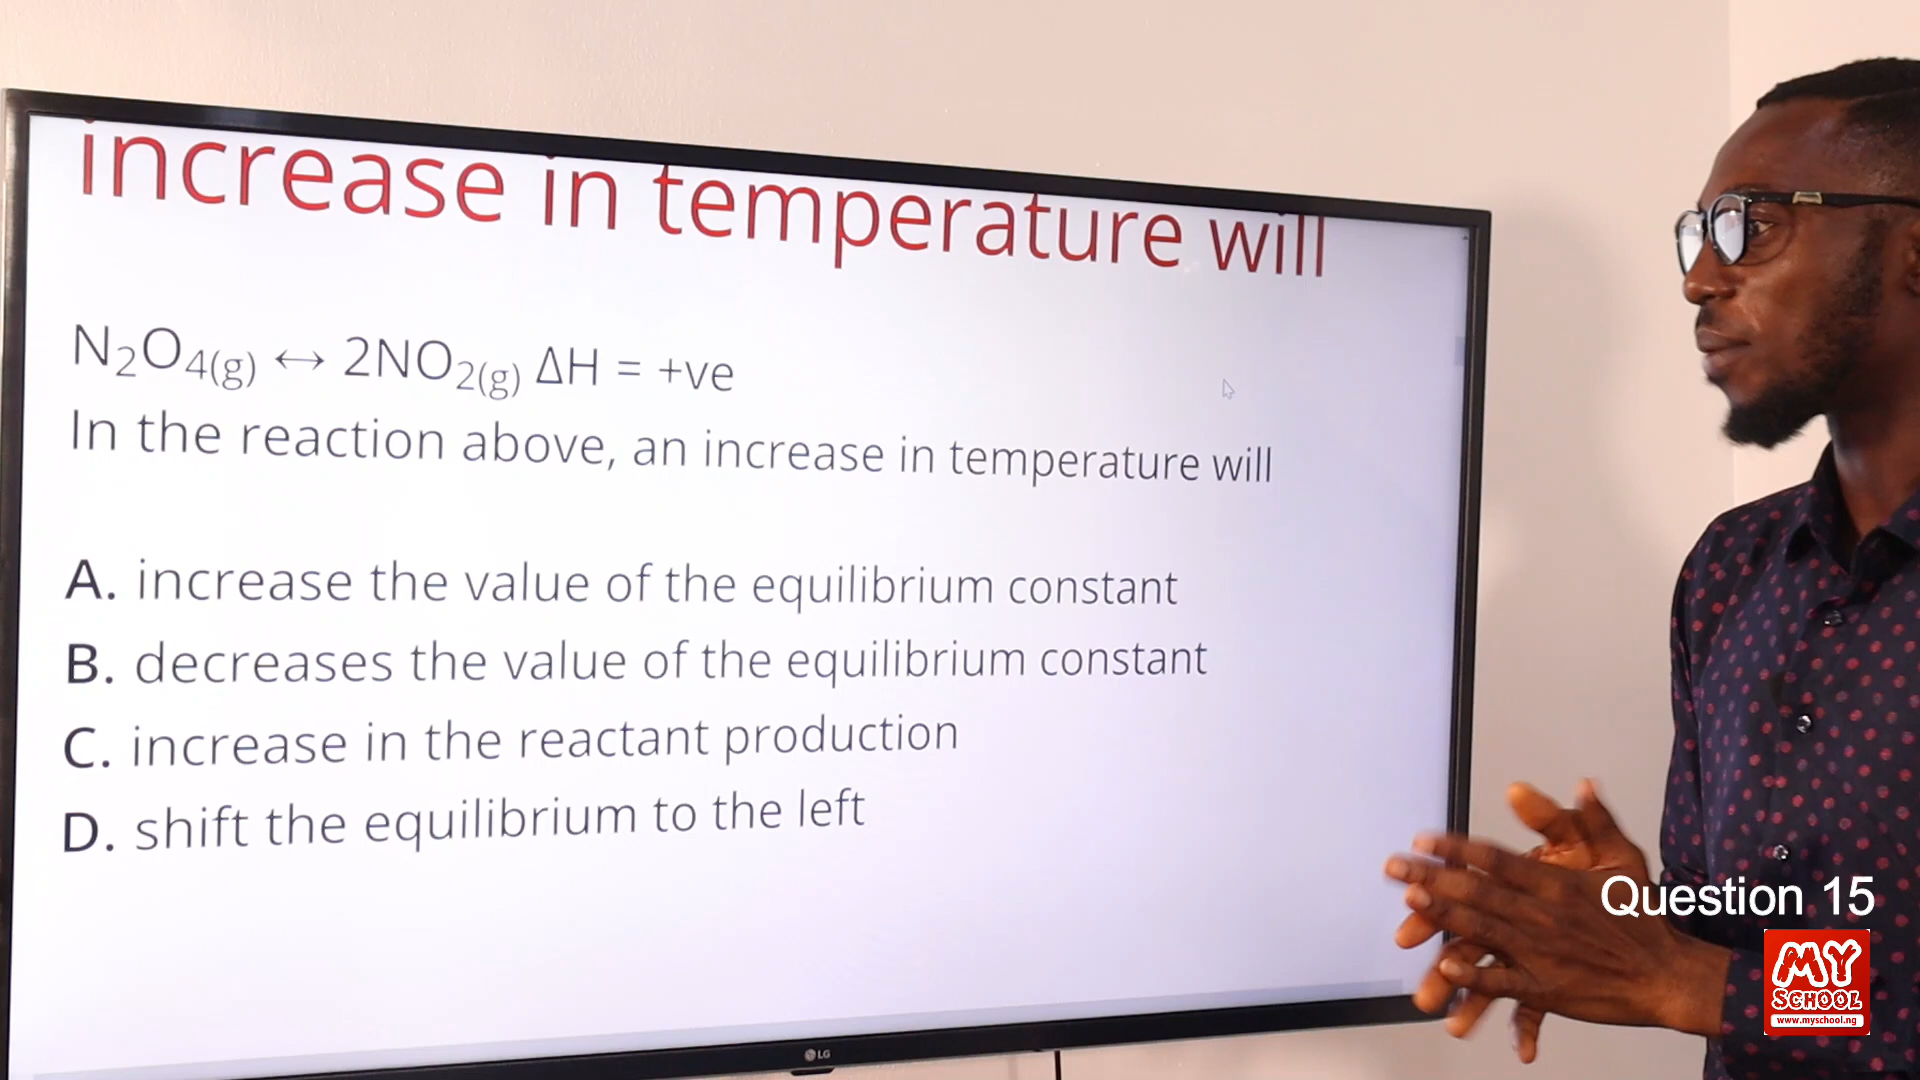 increase in temperature will
N₂O₄(g) ↔ 2NO₂(g) ΔH = +ve
In the reaction above, an increase in temperature will
A. increase the value of the equilibrium constant
B. decreases the value of the equilibrium constant
C. increase in the reactant production
D. shift the equilibrium to the left
LG
Question 15
MY
SCHOOL
www.myschool.ng